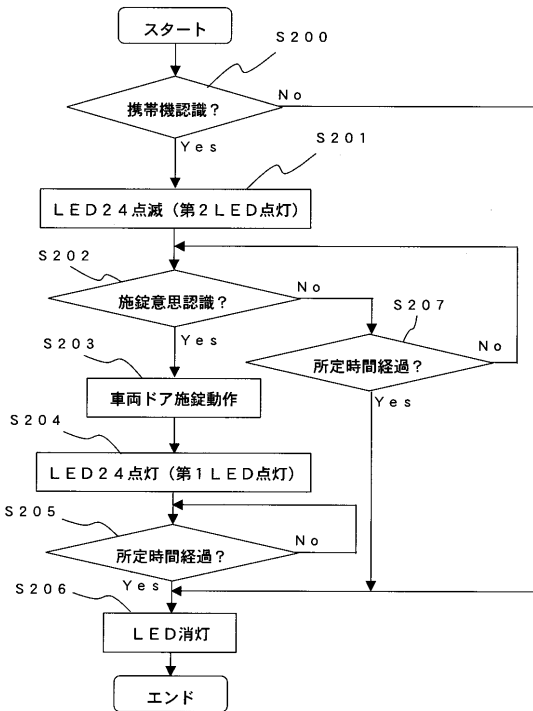 スタート
S200
携帯機認識？
No
Yes
S201
LED24点滅（第2LED点灯）
S202
施錠意思認識？
No
Yes
S207
所定時間経過？
No
Yes
S203
車両ドア施錠動作
S204
LED24点灯（第1LED点灯）
S205
所定時間経過？
No
Yes
S206
LED消灯
エンド